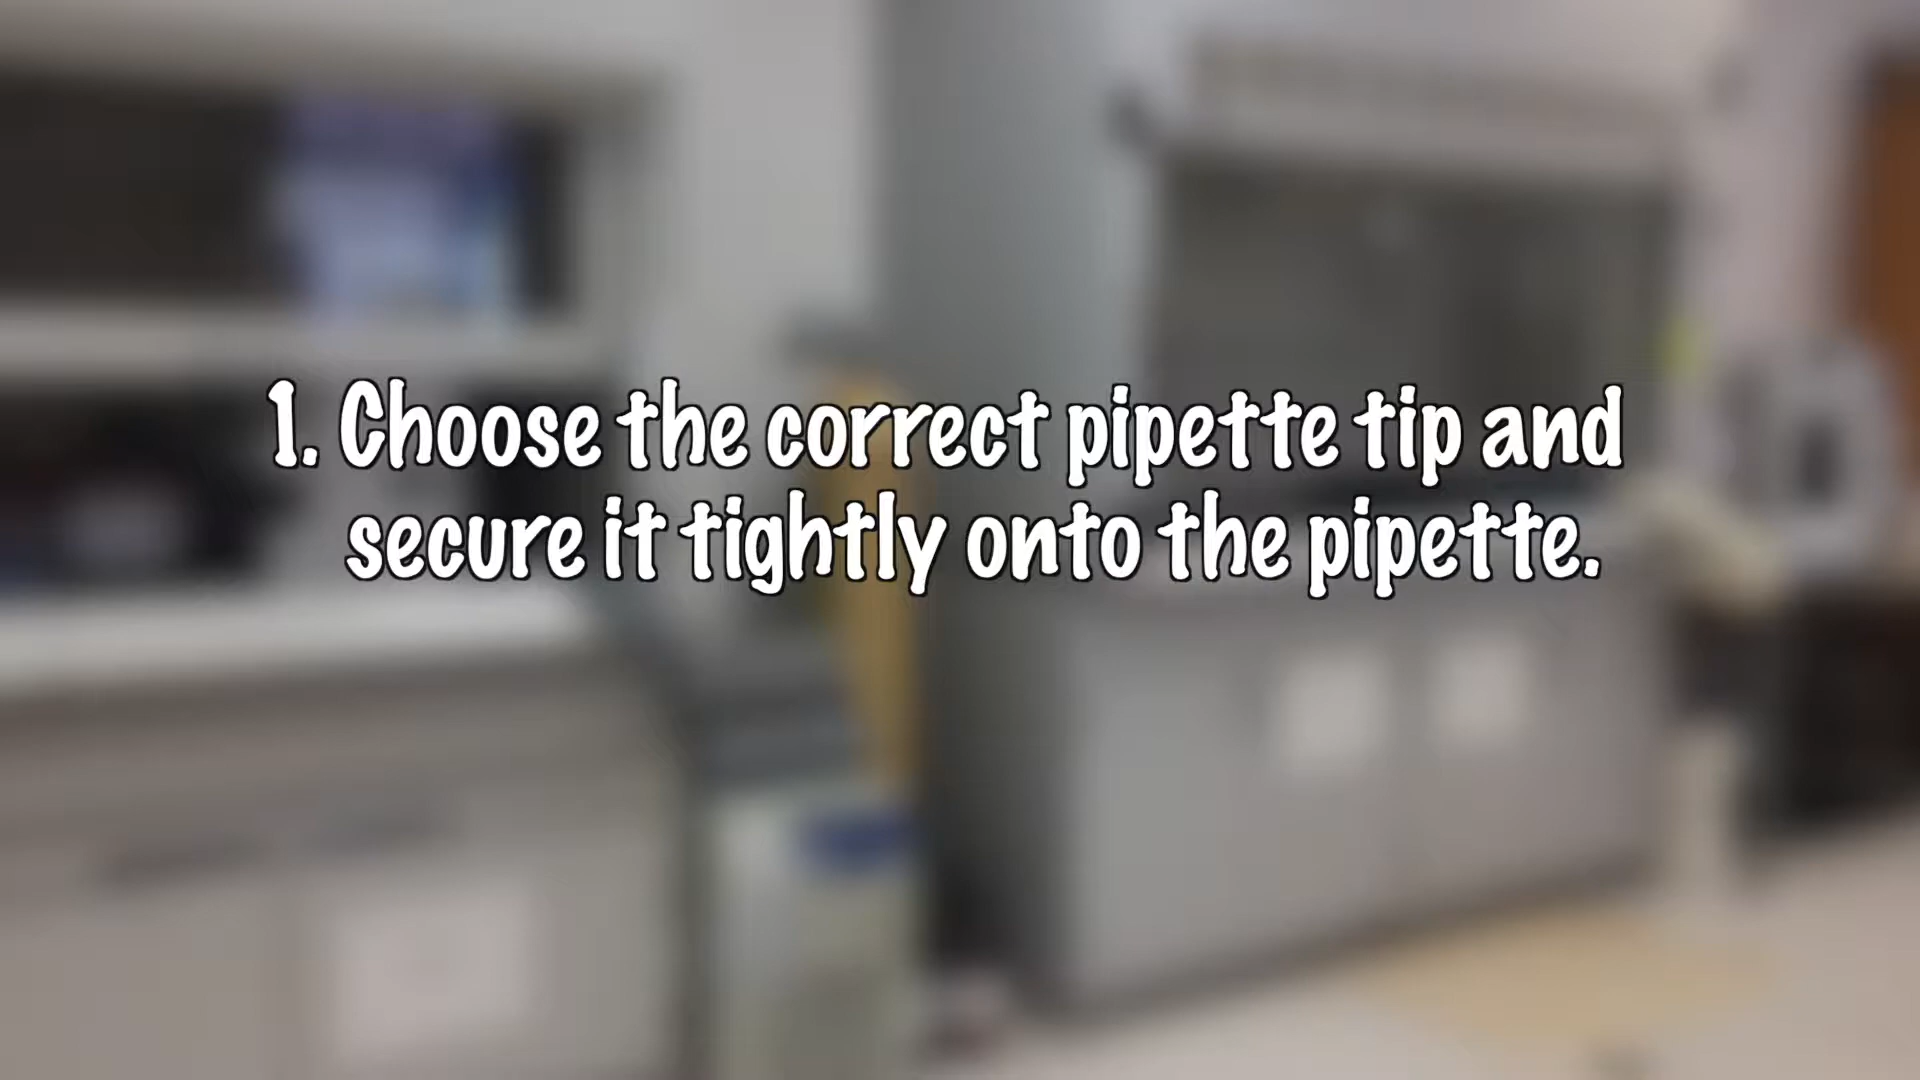 1. Choose the correct pipette tip and
secure it tightly onto the pipette.